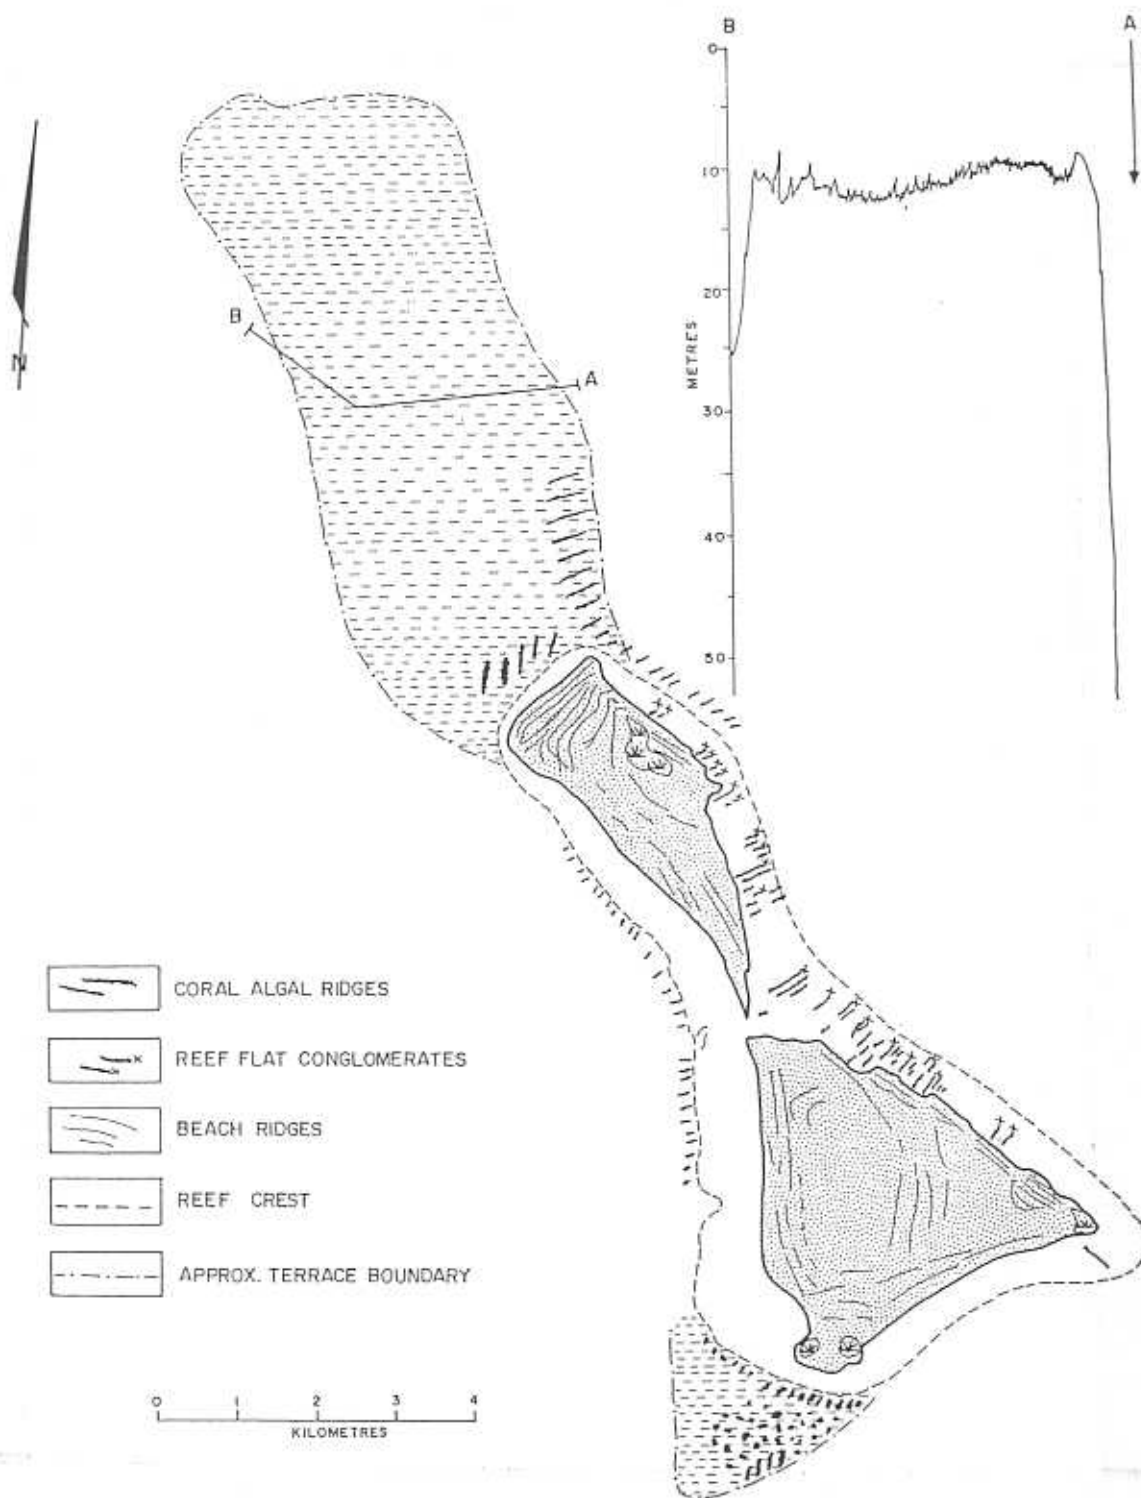 B
A
0
10
20
30
40
50
METRES
N
B
A
CORAL ALGAL RIDGES
REEF FLAT CONGLOMERATES
BEACH RIDGES
REEF CREST
APPROX. TERRACE BOUNDARY
0 1 2 3 4
KILOMETRES